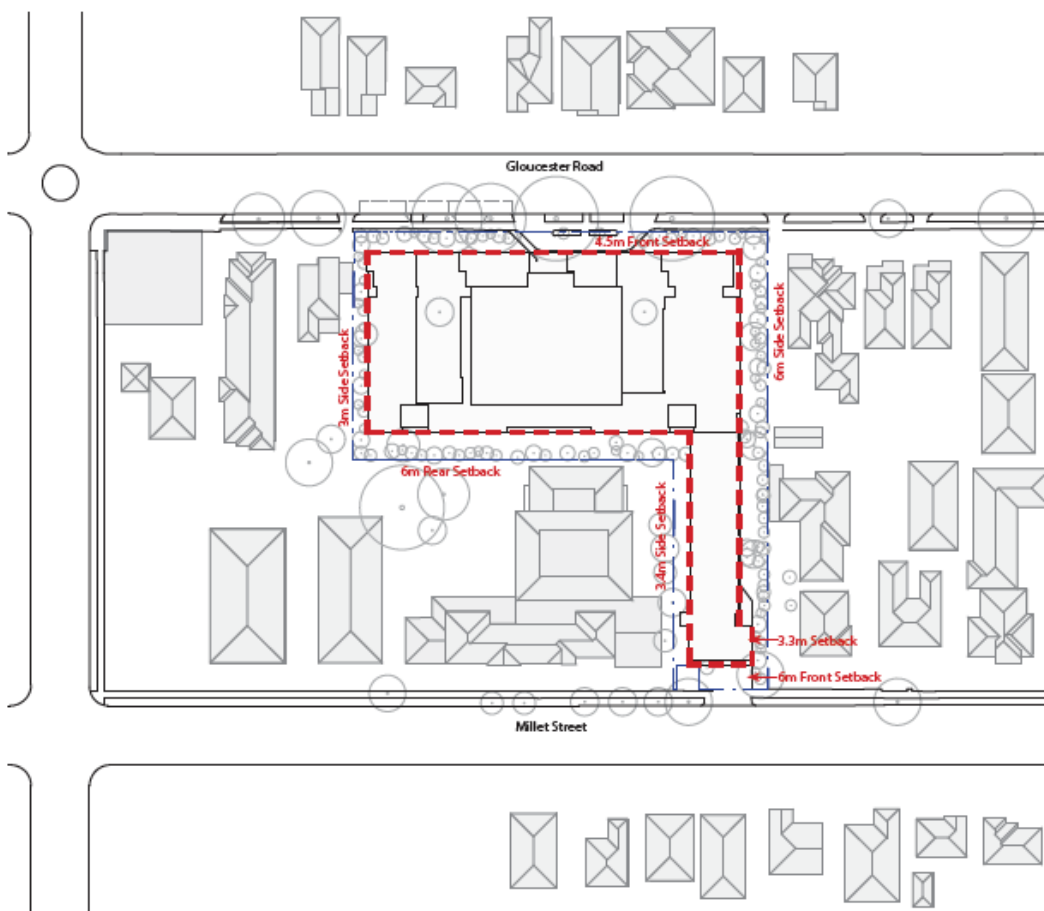 Gloucester Road
4.5m Front Setback
3m Side Setback
6m Side Setback
6m Rear Setback
3.4m Side Setback
3.3m Setback
6m Front Setback
Millet Street